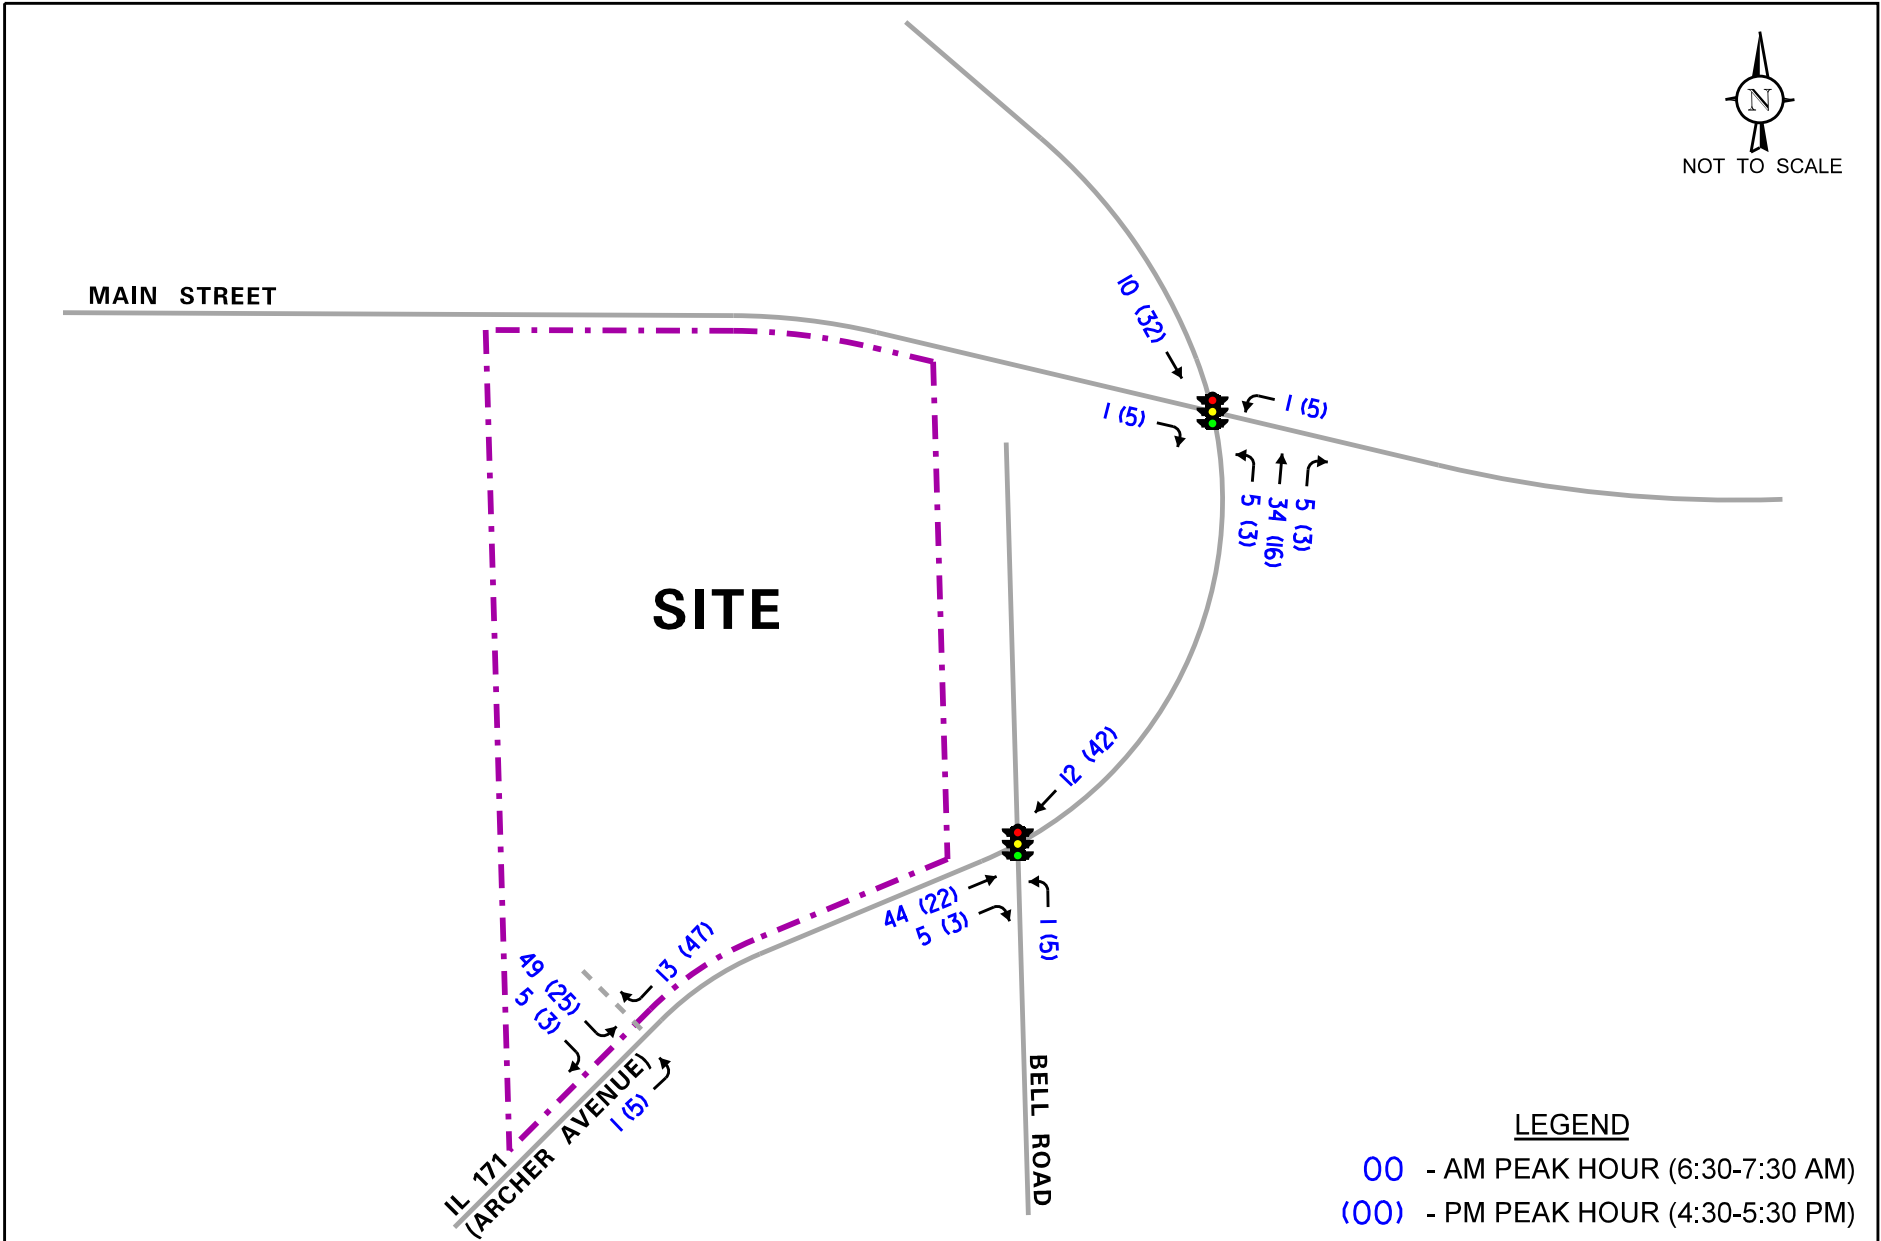 N
NOT TO SCALE
MAIN STREET
10 (32)
1 (5)
1 (5)
5 (3)
34 (16)
5 (3)
SITE
12 (42)
44 (22)
5 (3)
1 (5)
13 (47)
49 (25)
5 (3)
1 (5)
IL 171
(ARCHER AVENUE)
BELL ROAD
LEGEND
00 - AM PEAK HOUR (6:30-7:30 AM)
(00) - PM PEAK HOUR (4:30-5:30 PM)